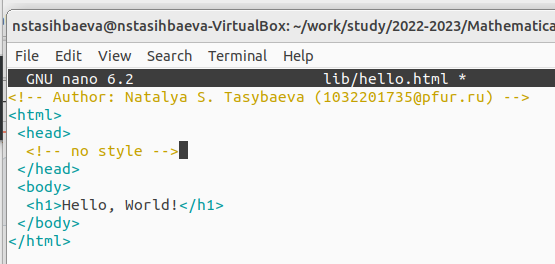 nstasihbaeva@nstasihbaeva-VirtualBox: ~/work/study/2022-2023/Mathematica
File Edit View Search Terminal Help
GNU nano 6.2 lib/hello.html *
<!-- Author: Natalya S. Tasybaeva (1032201735@pfur.ru) -->
<html>
<head>
<!-- no style -->
</head>
<body>
<h1>Hello, World!</h1>
</body>
</html>